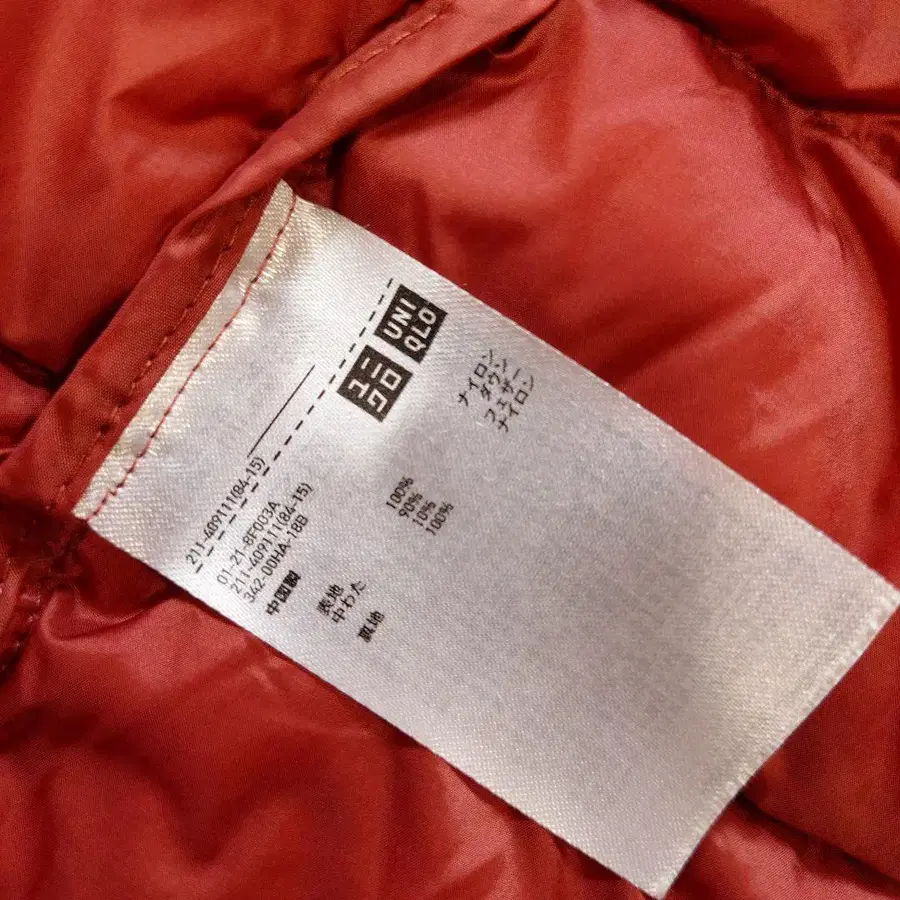 211-409111(84-15)
ユニクロ
UNIQLO
01-21-8F003A
211-409111(84-15)
342-00HA-18B
中国製
表地 100% ナイロン
中わた 90% ダウン
10% フェザー
裏地 100% ナイロン